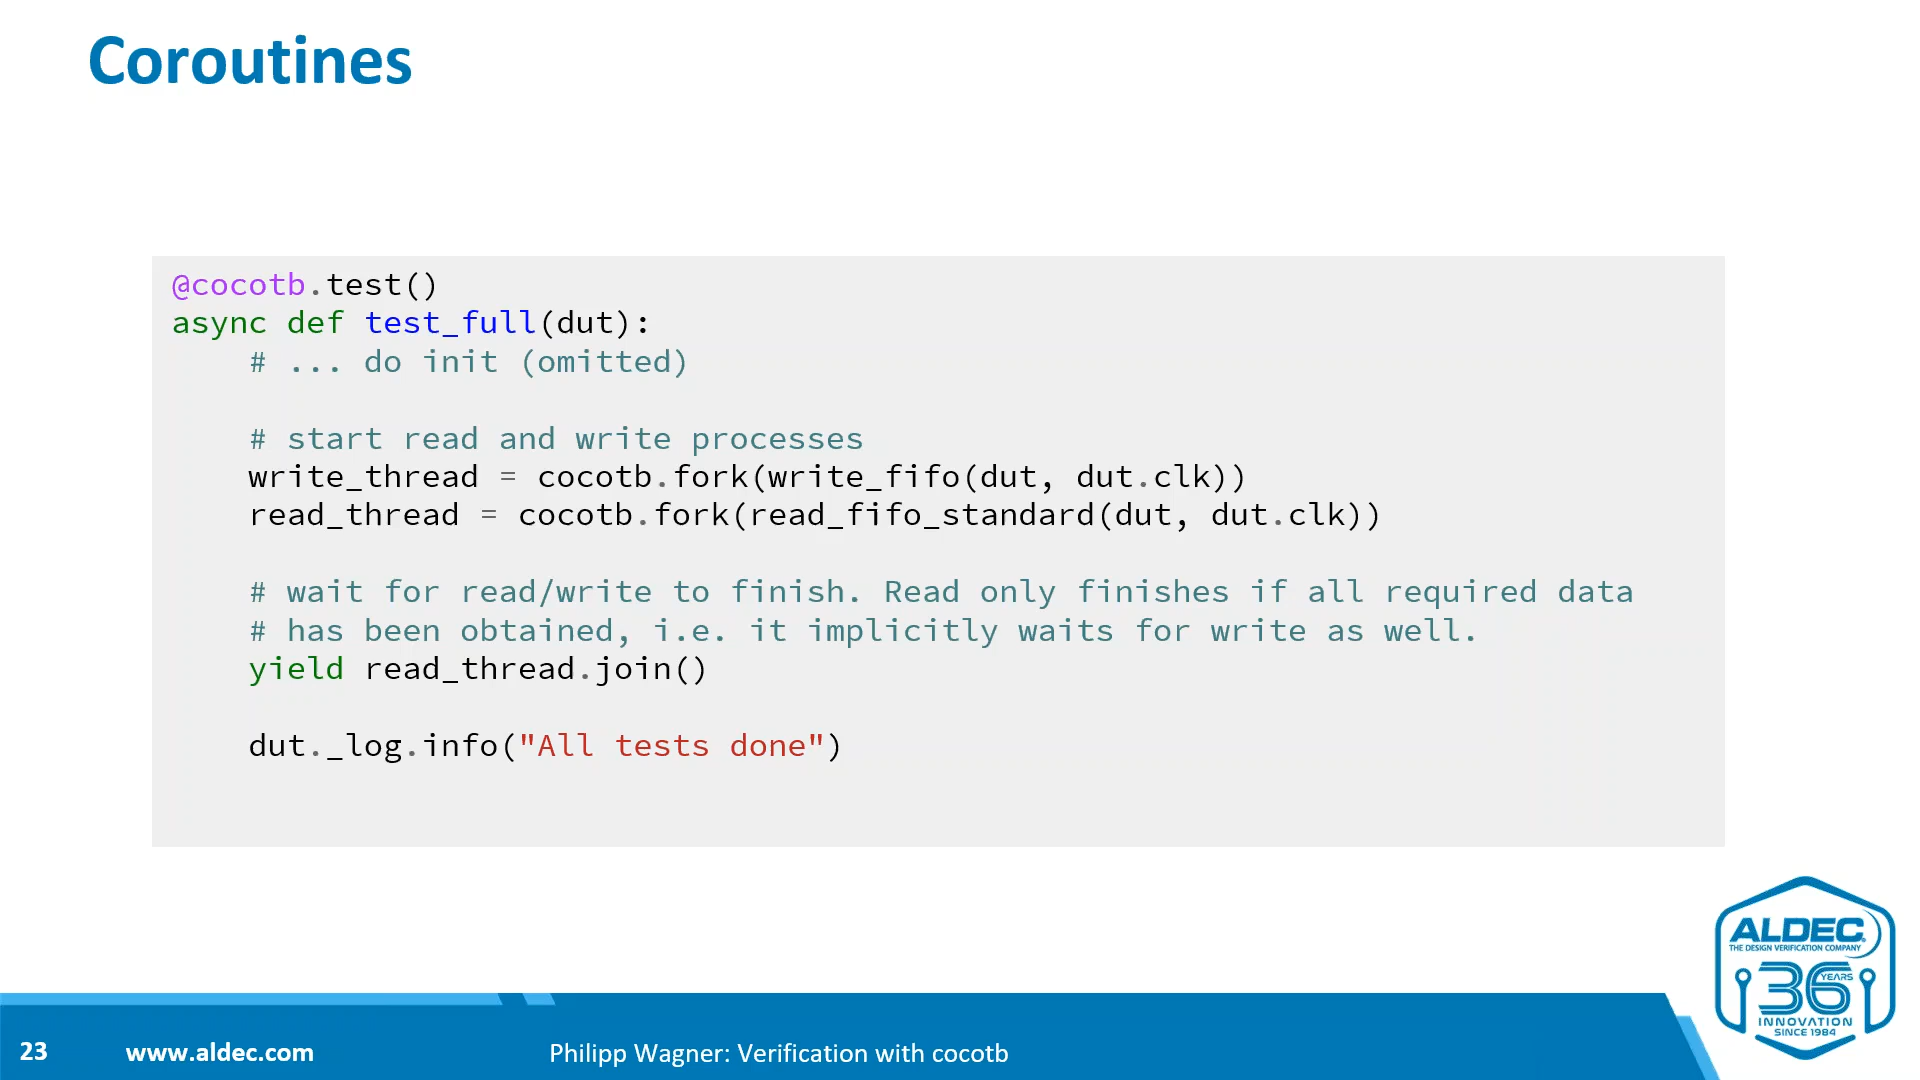 Coroutines
@cocotb.test()
async def test_full(dut):
    # ... do init (omitted)
    # start read and write processes
    write_thread = cocotb.fork(write_fifo(dut, dut.clk))
    read_thread = cocotb.fork(read_fifo_standard(dut, dut.clk))
    # wait for read/write to finish. Read only finishes if all required data
    # has been obtained, i.e. it implicitly waits for write as well.
    yield read_thread.join()
    dut._log.info("All tests done")
ALDEC
THE DESIGN VERIFICATION COMPANY
36 YEARS
INNOVATION
SINCE 1984
23 www.aldec.com Philipp Wagner: Verification with cocotb